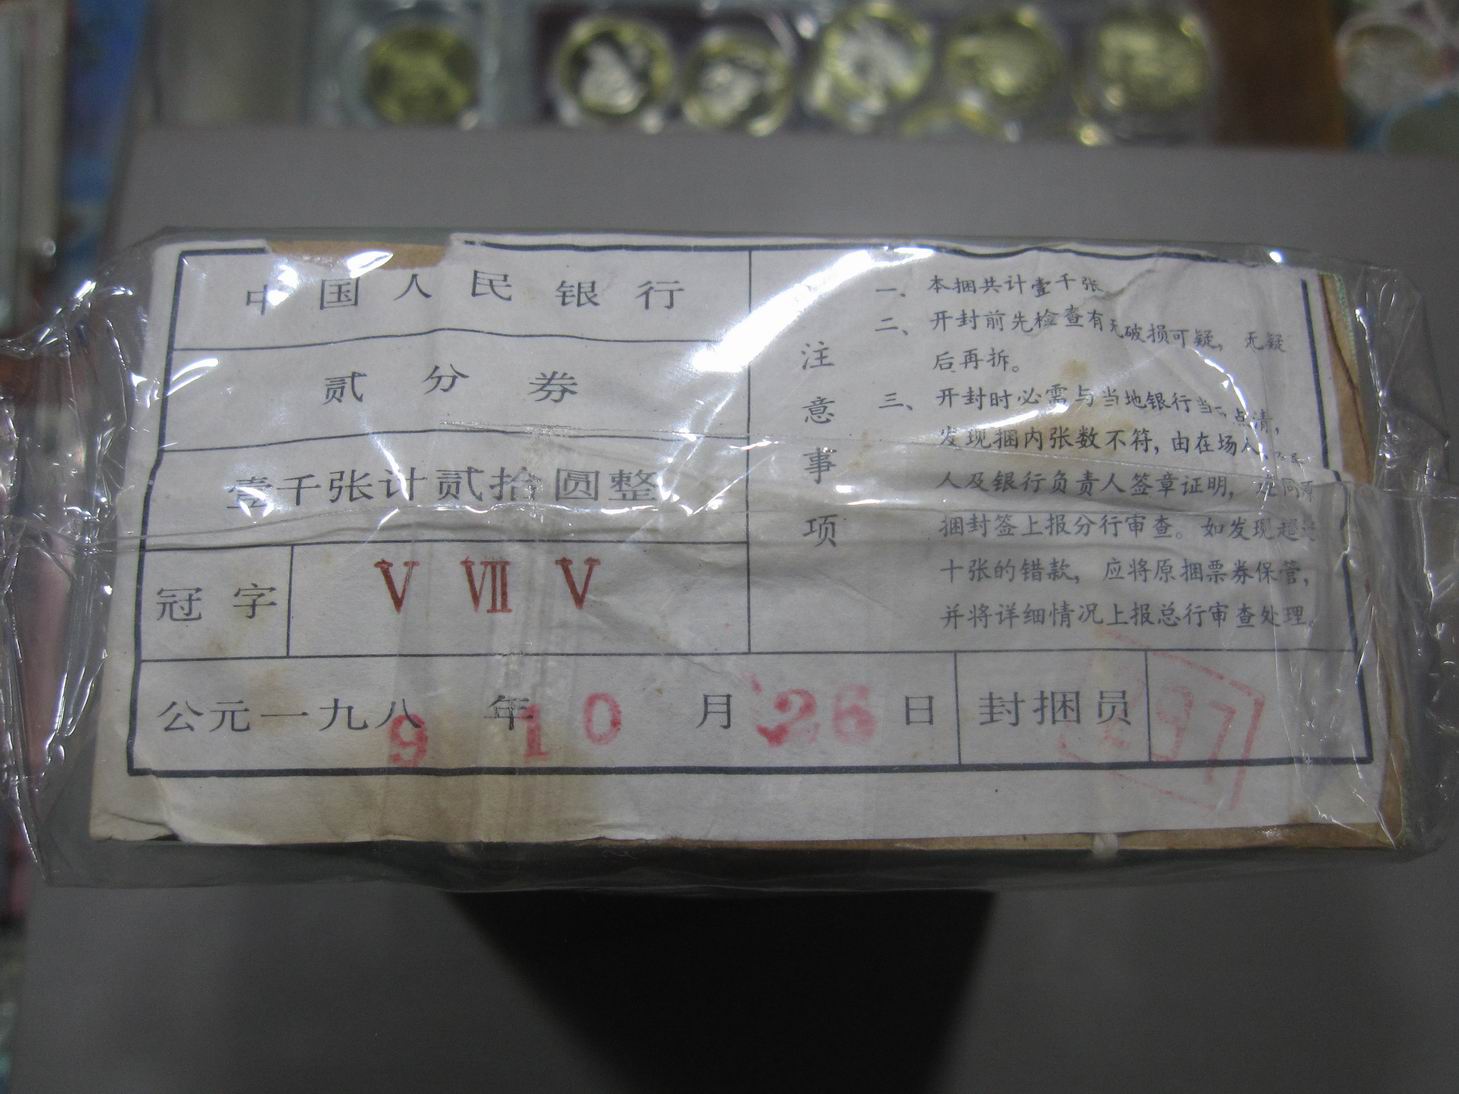 中国人民银行
贰分券
壹千张计贰拾圆整
冠字
V VII V
注意事项
一、本捆共计壹千张
二、开封前先检查有无破损可疑，无疑
后再拆。
三、开封时必需与当地银行当 点清，
发现捆内张数不符，由在场
人及银行负责人签章证明，
捆封签上报分行审查。如发现超过
十张的错款，应将原捆票券保管，
并将详细情况上报总行审查处理。
公元一九八9年10月26日 封捆员